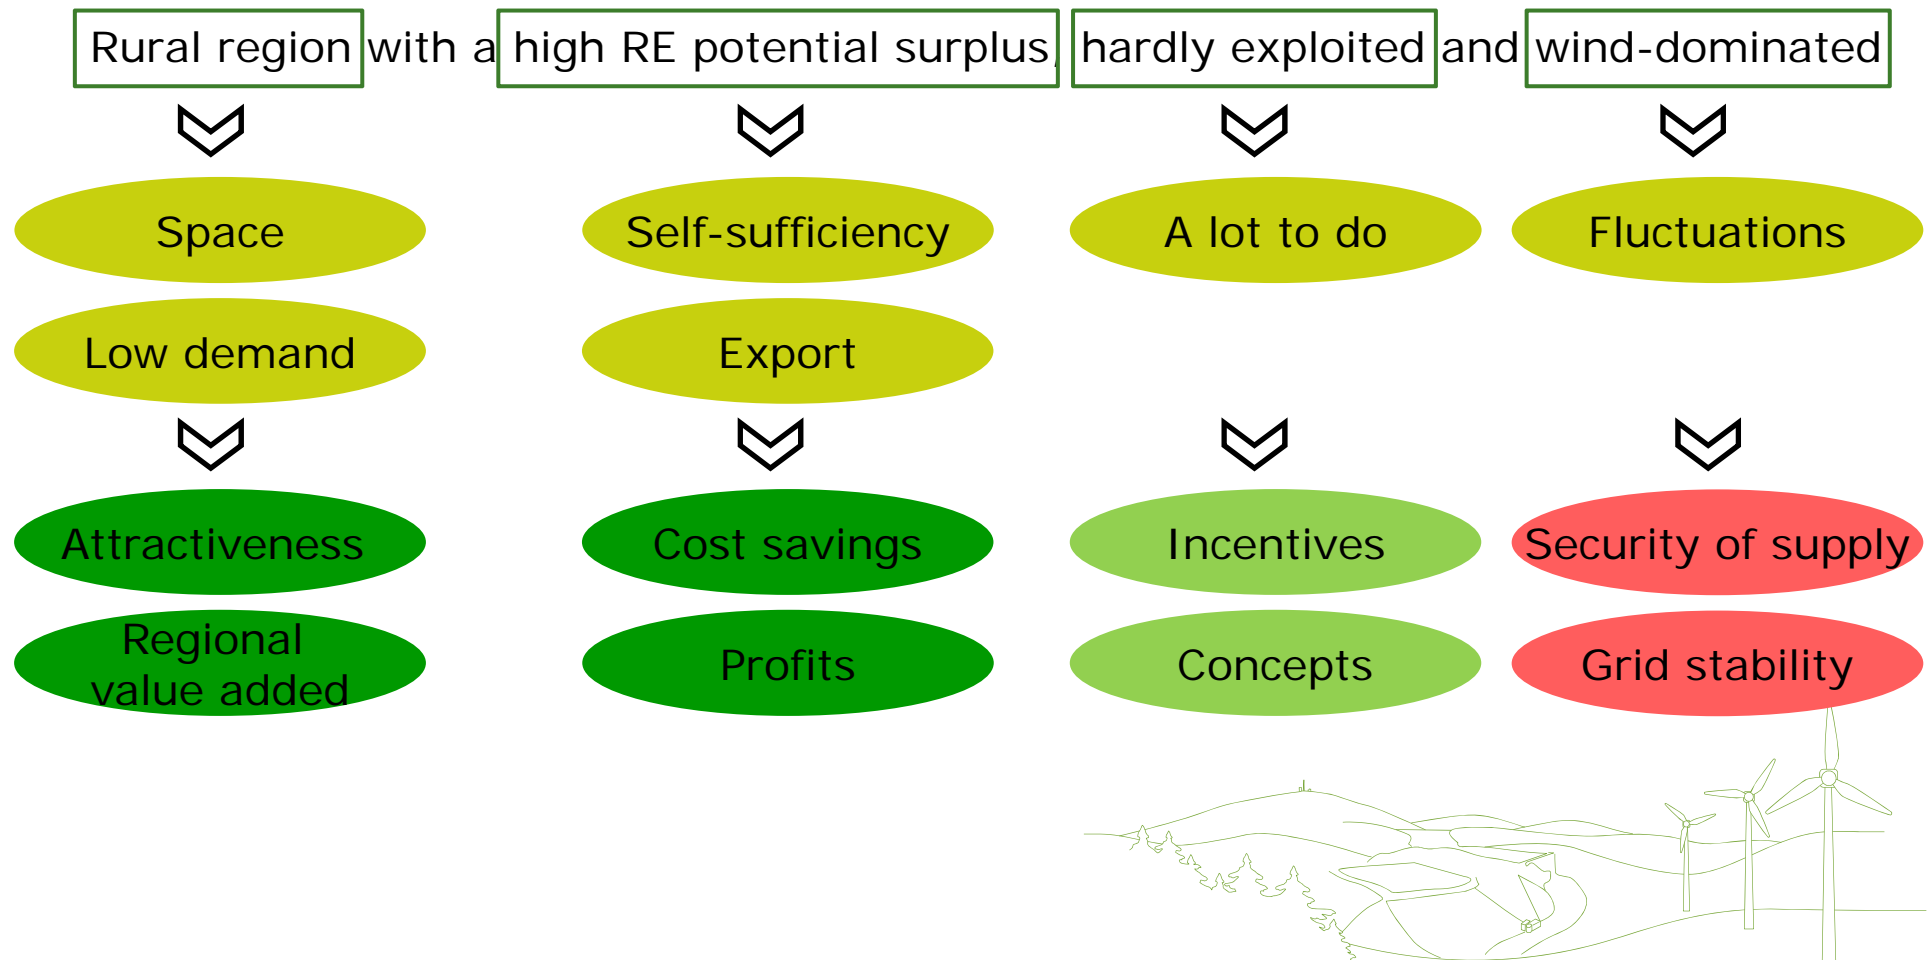 Rural region with a high RE potential surplus, hardly exploited and wind-dominated
Space
Self-sufficiency
A lot to do
Fluctuations
Low demand
Export
Attractiveness
Cost savings
Incentives
Security of supply
Regional
value added
Profits
Concepts
Grid stability